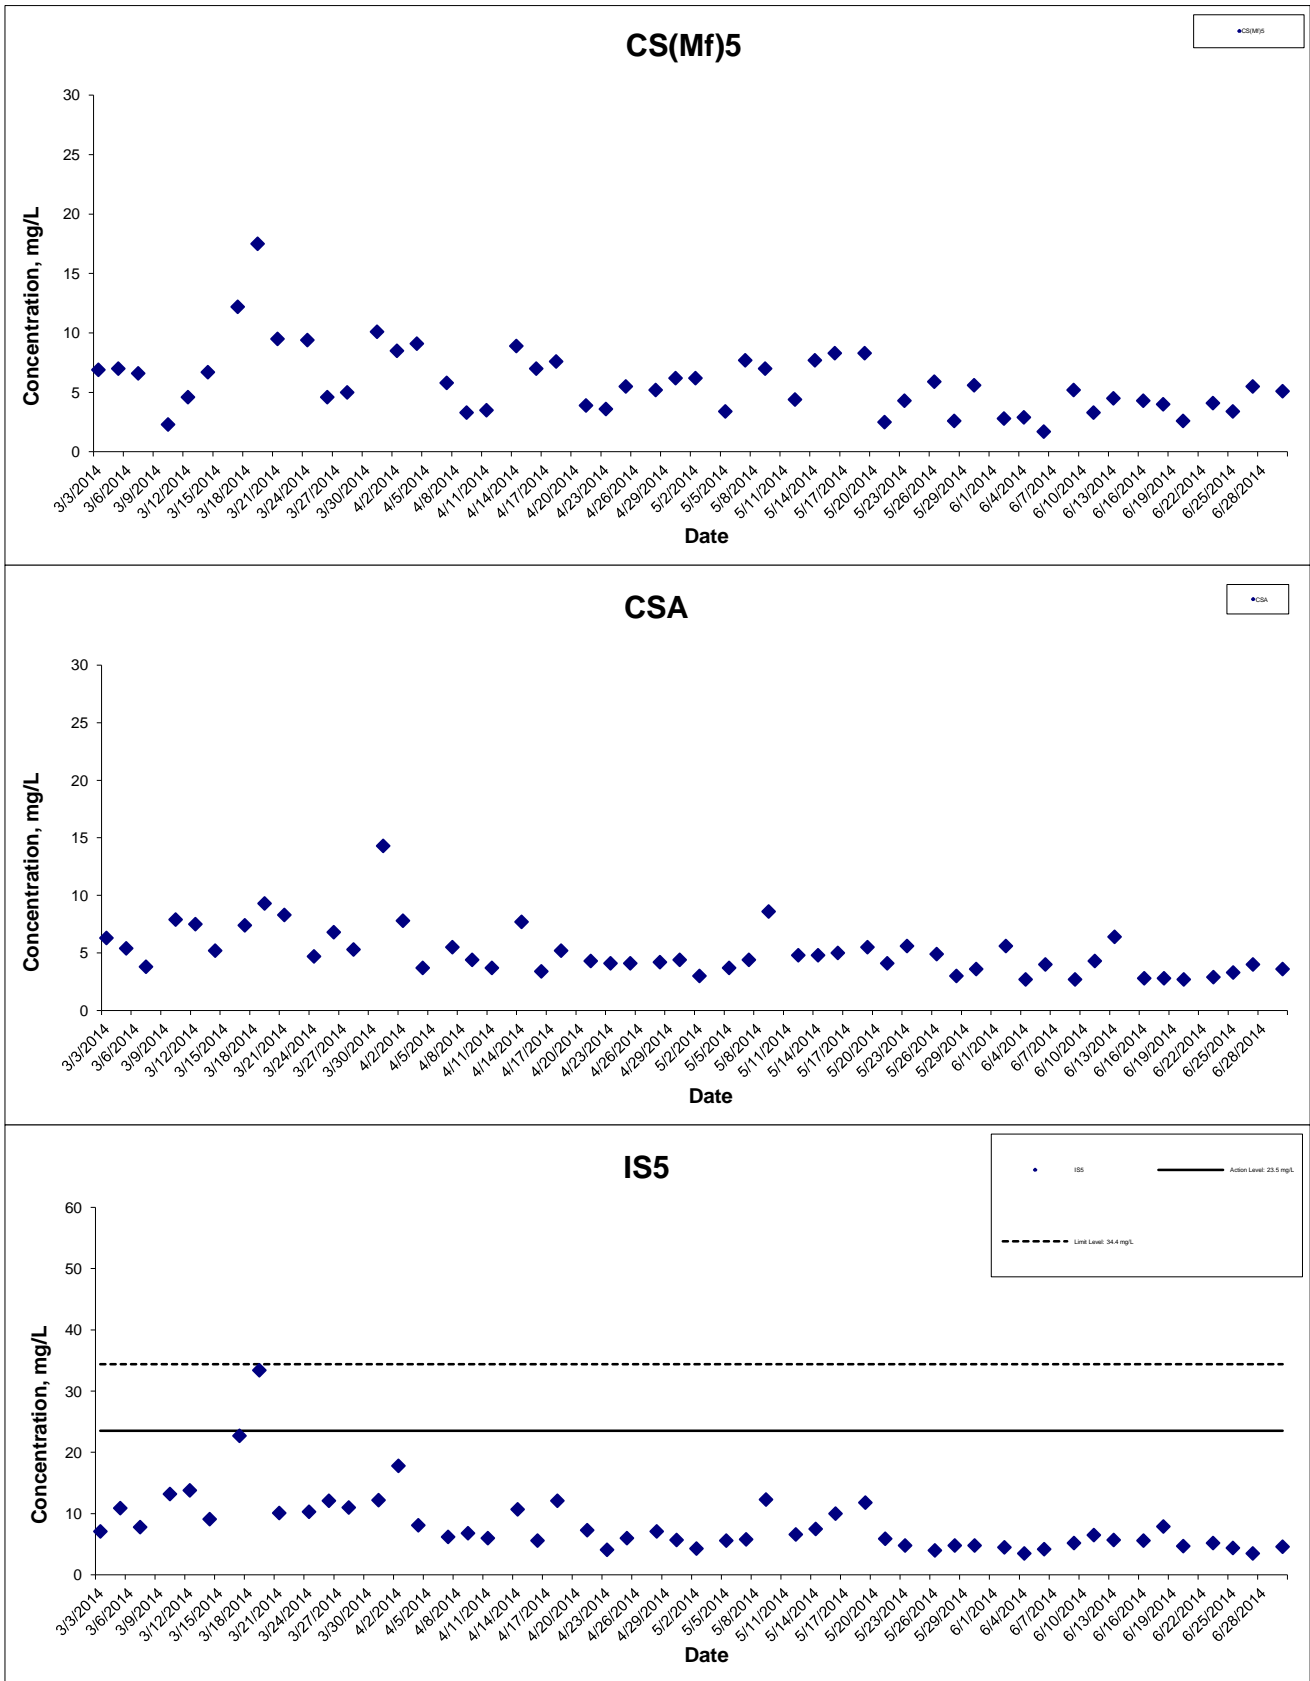 CS(Mf)5
CS(Mf)5
30
25
20
15
10
5
0
Concentration, mg/L
3/3/2014 3/6/2014 3/9/2014 3/12/2014 3/15/2014 3/18/2014 3/21/2014 3/24/2014 3/27/2014 3/30/2014 4/2/2014 4/5/2014 4/8/2014 4/11/2014 4/14/2014 4/17/2014 4/20/2014 4/23/2014 4/26/2014 4/29/2014 5/2/2014 5/5/2014 5/8/2014 5/11/2014 5/14/2014 5/17/2014 5/20/2014 5/23/2014 5/26/2014 5/29/2014 6/1/2014 6/4/2014 6/7/2014 6/10/2014 6/13/2014 6/16/2014 6/19/2014 6/22/2014 6/25/2014 6/28/2014
Date
CSA
CSA
30
25
20
15
10
5
0
Concentration, mg/L
3/3/2014 3/6/2014 3/9/2014 3/12/2014 3/15/2014 3/18/2014 3/21/2014 3/24/2014 3/27/2014 3/30/2014 4/2/2014 4/5/2014 4/8/2014 4/11/2014 4/14/2014 4/17/2014 4/20/2014 4/23/2014 4/26/2014 4/29/2014 5/2/2014 5/5/2014 5/8/2014 5/11/2014 5/14/2014 5/17/2014 5/20/2014 5/23/2014 5/26/2014 5/29/2014 6/1/2014 6/4/2014 6/7/2014 6/10/2014 6/13/2014 6/16/2014 6/19/2014 6/22/2014 6/25/2014 6/28/2014
Date
IS5
IS5 Action Level: 23.5 mg/L
Limit Level: 34.4 mg/L
60
50
40
30
20
10
0
Concentration, mg/L
3/3/2014 3/6/2014 3/9/2014 3/12/2014 3/15/2014 3/18/2014 3/21/2014 3/24/2014 3/27/2014 3/30/2014 4/2/2014 4/5/2014 4/8/2014 4/11/2014 4/14/2014 4/17/2014 4/20/2014 4/23/2014 4/26/2014 4/29/2014 5/2/2014 5/5/2014 5/8/2014 5/11/2014 5/14/2014 5/17/2014 5/20/2014 5/23/2014 5/26/2014 5/29/2014 6/1/2014 6/4/2014 6/7/2014 6/10/2014 6/13/2014 6/16/2014 6/19/2014 6/22/2014 6/25/2014 6/28/2014
Date